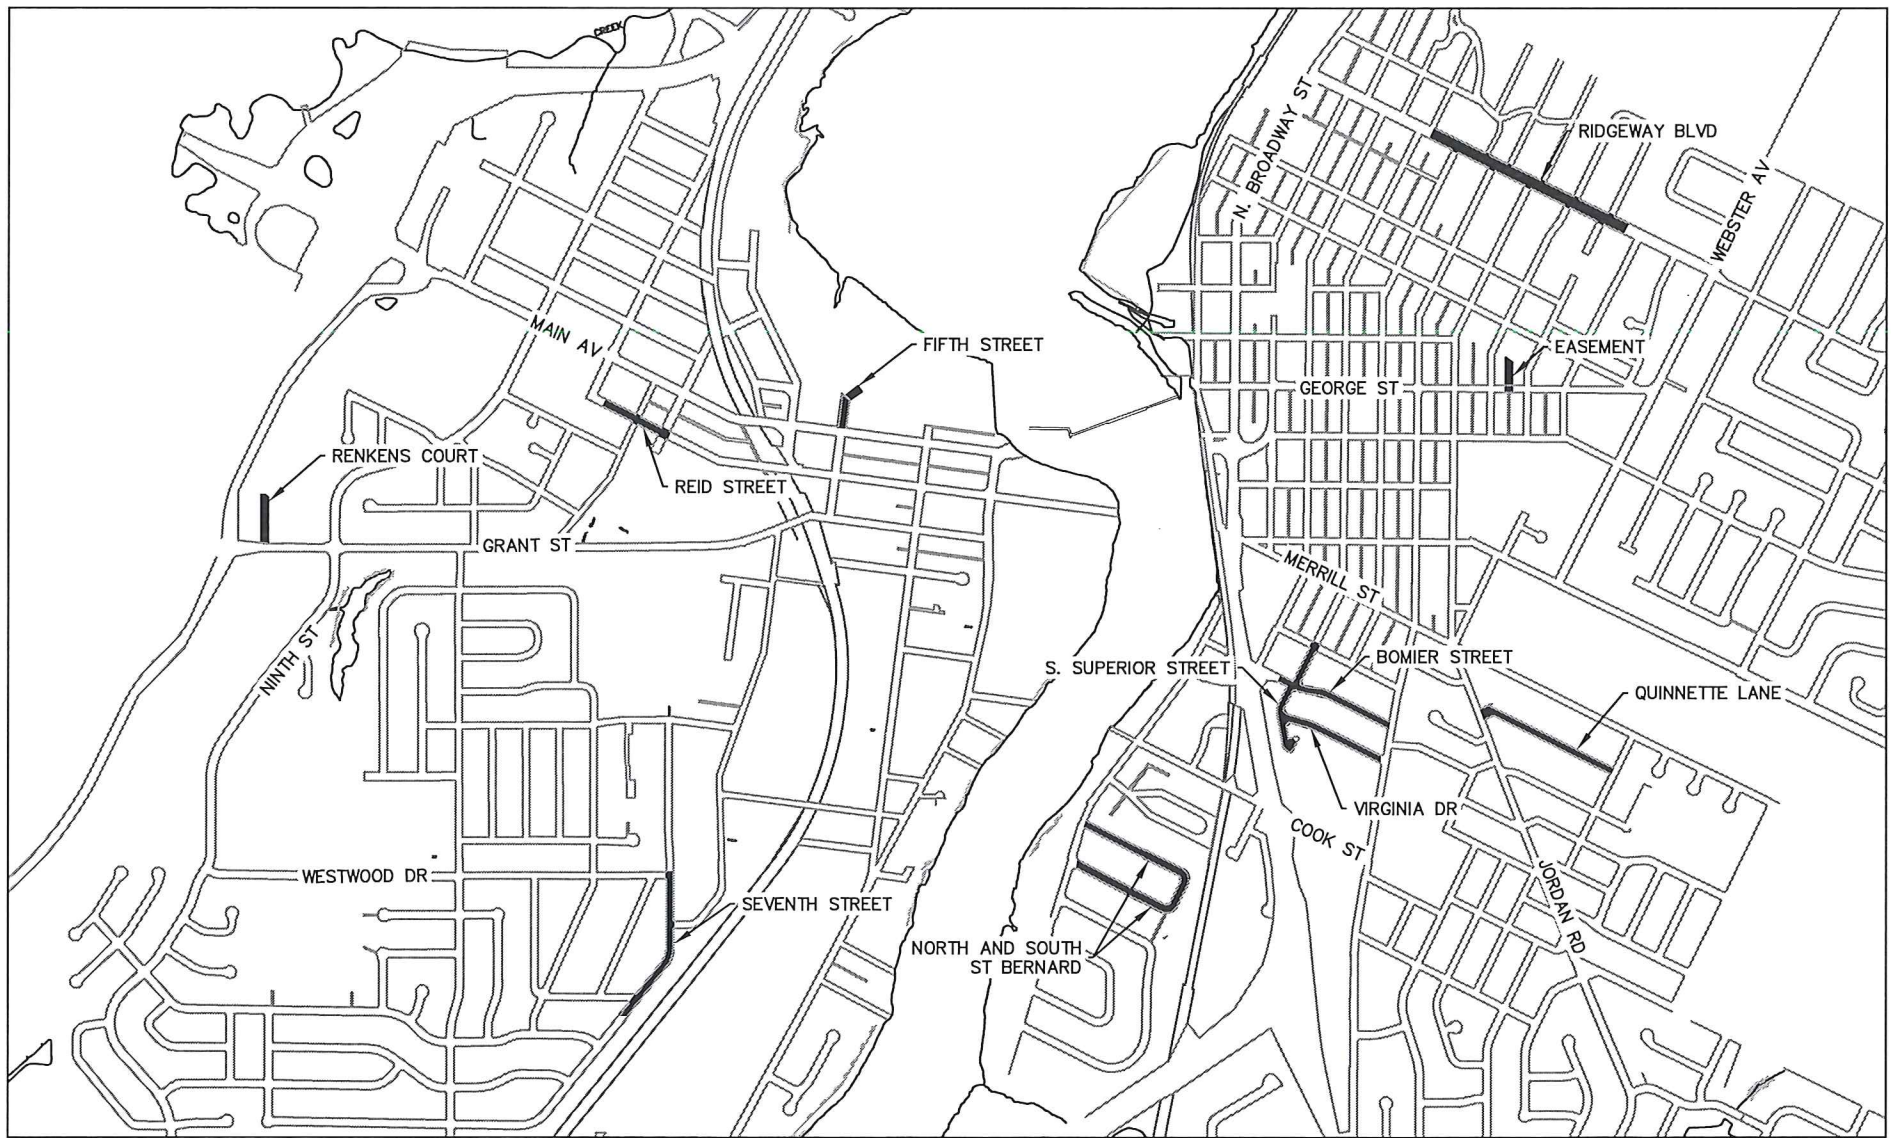 CREEK
N. BROADWAY ST
RIDGEWAY BLVD
WEBSTER AV
MAIN AV
FIFTH STREET
EASEMENT
GEORGE ST
RENKENS COURT
REID STREET
GRANT ST
MERRILL ST
NINTH ST
S. SUPERIOR STREET
BOMIER STREET
QUINNETTE LANE
VIRGINIA DR
COOK ST
WESTWOOD DR
JORDAN RD
SEVENTH STREET
NORTH AND SOUTH
ST BERNARD